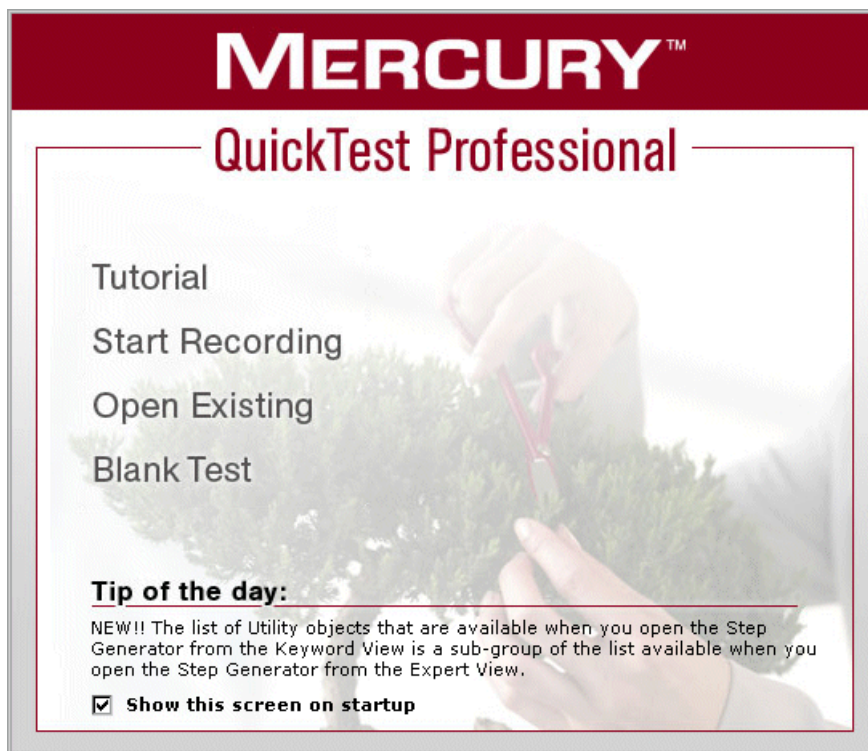 MERCURY™
QuickTest Professional
Tutorial
Start Recording
Open Existing
Blank Test
Tip of the day:
NEW!! The list of Utility objects that are available when you open the Step
Generator from the Keyword View is a sub-group of the list available when you
open the Step Generator from the Expert View.
Show this screen on startup